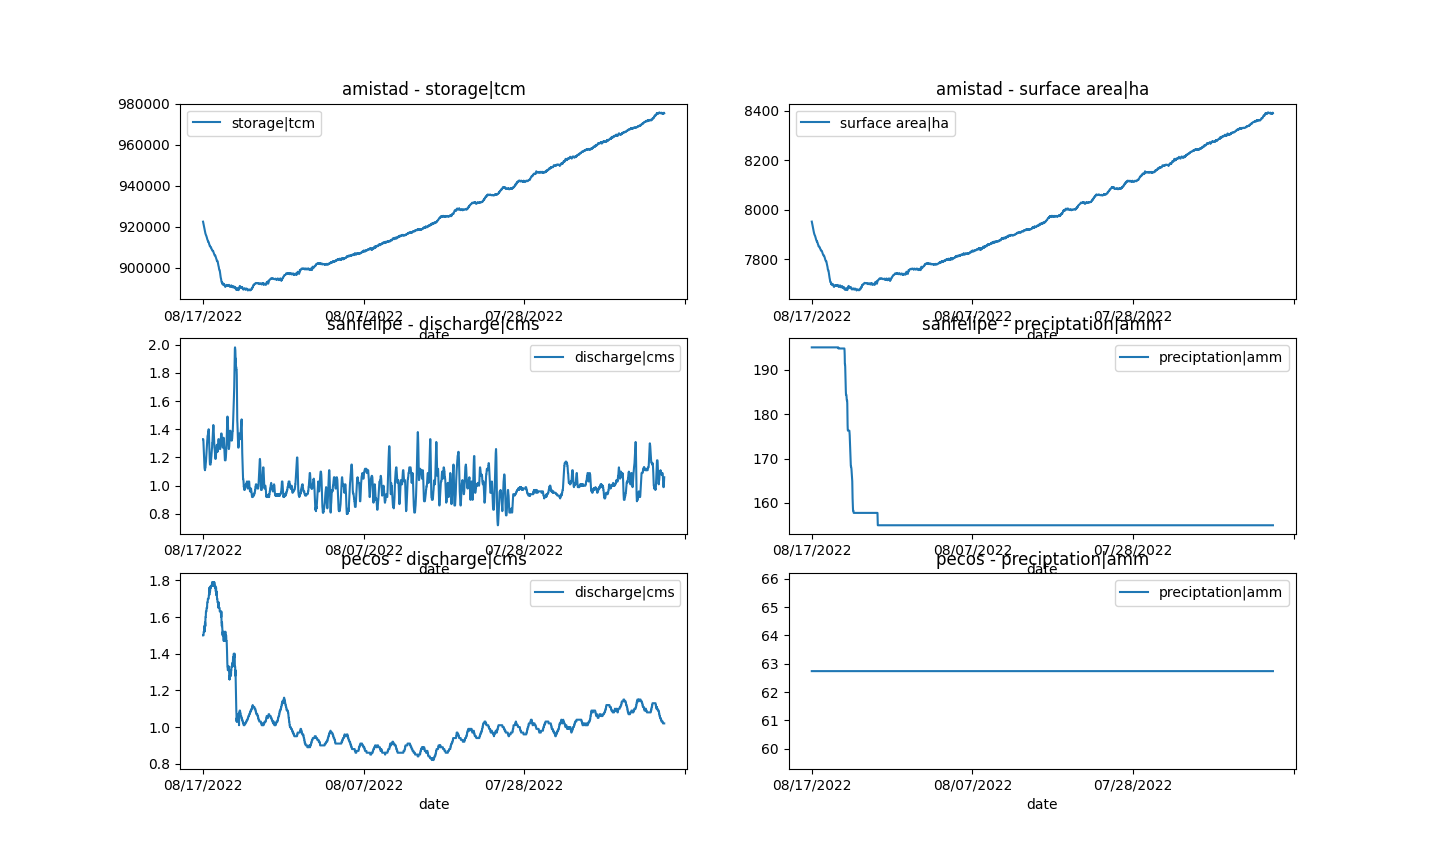 amistad - storage|tcm
storage|tcm
980000
960000
940000
920000
900000
08/17/2022
08/07/2022
07/28/2022
date
amistad - surface area|ha
surface area|ha
8400
8200
8000
7800
08/17/2022
08/07/2022
07/28/2022
date
sanfelipe - discharge|cms
discharge|cms
2.0
1.8
1.6
1.4
1.2
1.0
0.8
08/17/2022
08/07/2022
07/28/2022
date
sanfelipe - preciptation|amm
preciptation|amm
190
180
170
160
08/17/2022
08/07/2022
07/28/2022
date
pecos - discharge|cms
discharge|cms
1.8
1.6
1.4
1.2
1.0
0.8
08/17/2022
08/07/2022
07/28/2022
date
pecos - preciptation|amm
preciptation|amm
66
65
64
63
62
61
60
08/17/2022
08/07/2022
07/28/2022
date